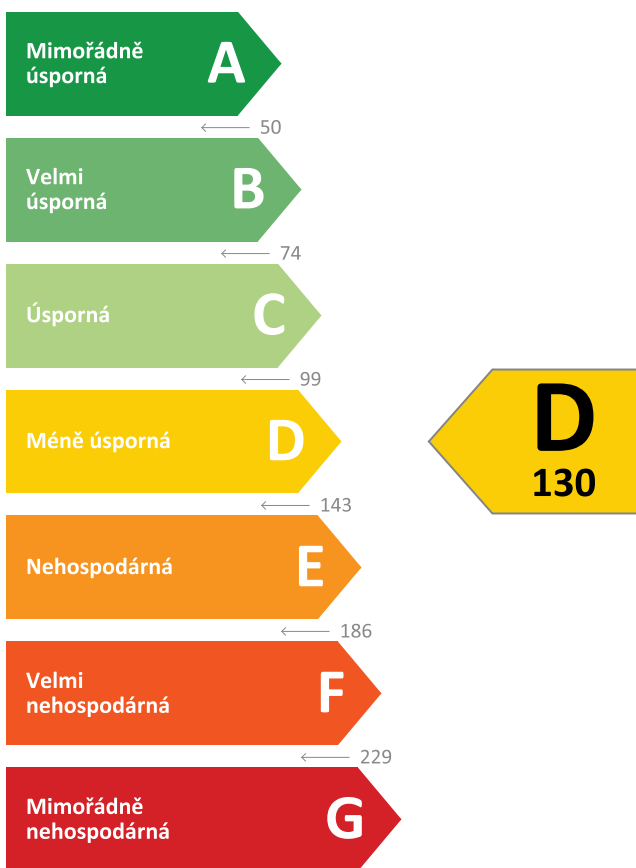 Mimořádně
úsporná
A
50
Velmi
úsporná
B
74
Úsporná
C
99
Méně úsporná
D
D
130
143
Nehospodárná
E
186
Velmi
nehospodárná
F
229
Mimořádně
nehospodárná
G